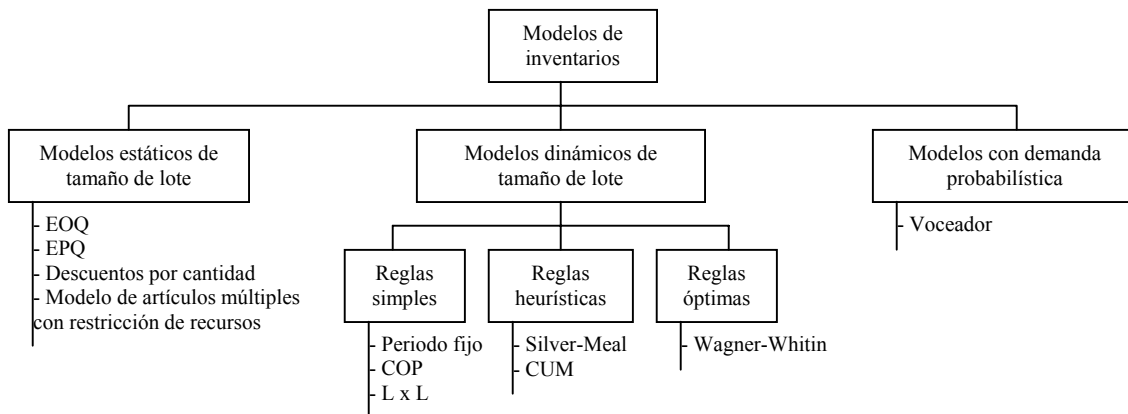 Modelos de
inventarios
Modelos estáticos de
tamaño de lote
Modelos dinámicos de
tamaño de lote
Modelos con demanda
probabilística
- EOQ
- EPQ
- Descuentos por cantidad
- Modelo de artículos múltiples
con restricción de recursos
- Voceador
Reglas
simples
Reglas
heurísticas
Reglas
óptimas
- Periodo fijo
- COP
- L x L
- Silver-Meal
- CUM
- Wagner-Whitin